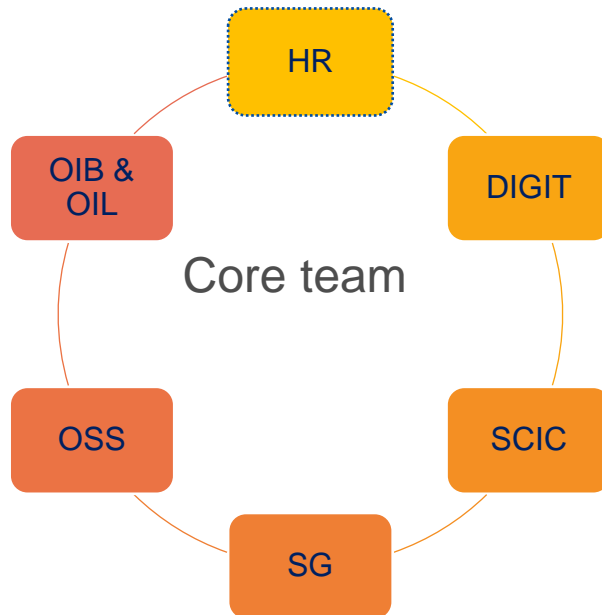 HR
DIGIT
SCIC
SG
OSS
OIB &
OIL
Core team